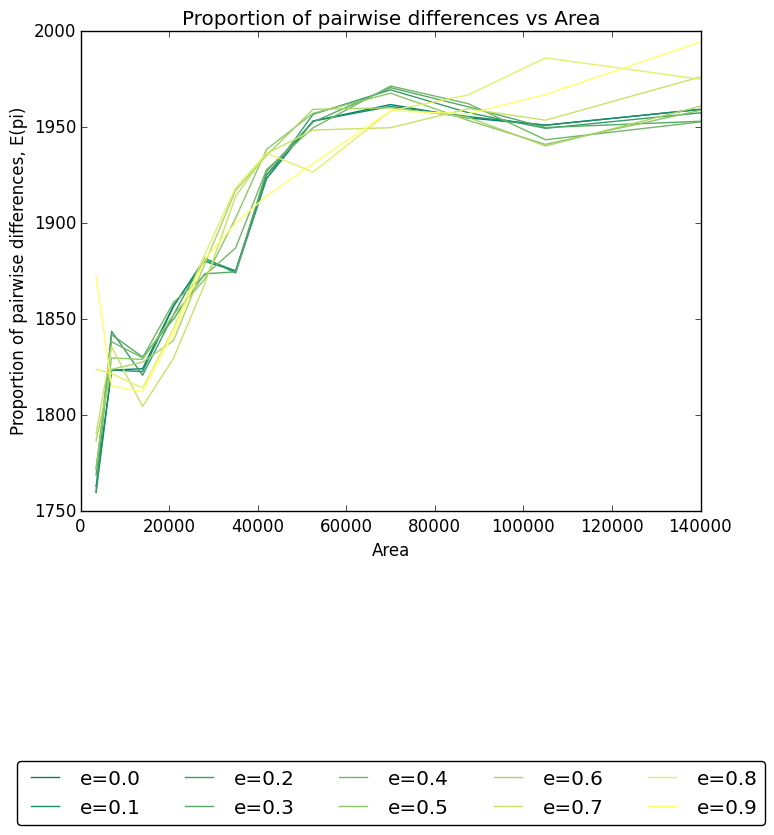 Proportion of pairwise differences vs Area
2000
1950
1900
1850
1800
1750
Proportion of pairwise differences, E(pi)
0 20000 40000 60000 80000 100000 120000 140000
Area
e=0.0 e=0.2 e=0.4 e=0.6 e=0.8
e=0.1 e=0.3 e=0.5 e=0.7 e=0.9